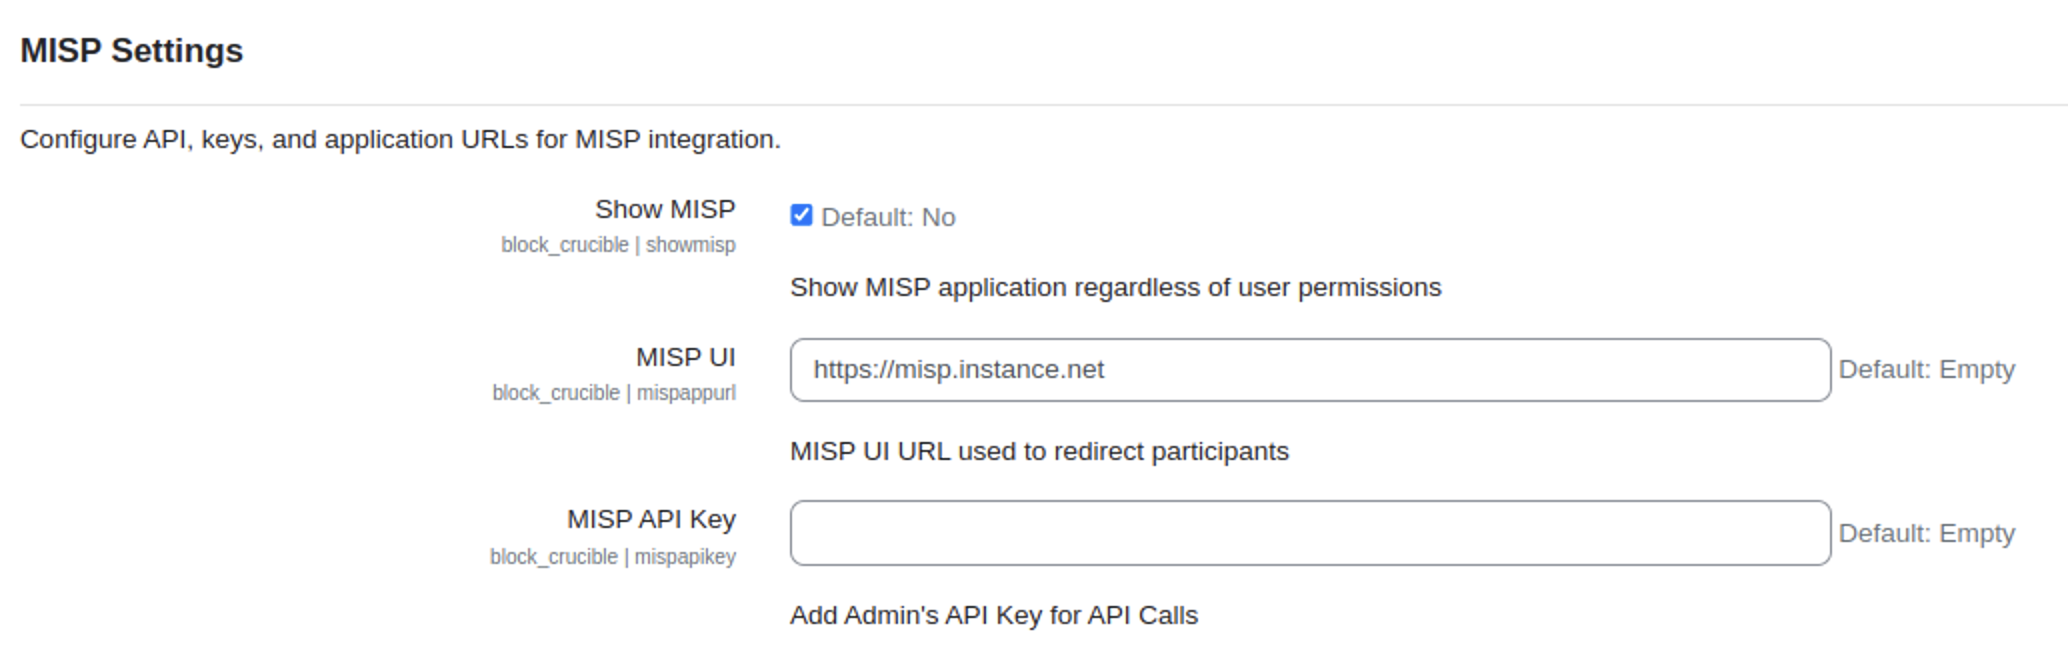 MISP Settings
Configure API, keys, and application URLs for MISP integration.
Show MISP
block_crucible | showmisp
Default: No
Show MISP application regardless of user permissions
MISP UI
block_crucible | mispappurl
https://misp.instance.net
Default: Empty
MISP UI URL used to redirect participants
MISP API Key
block_crucible | mispapikey
Default: Empty
Add Admin's API Key for API Calls